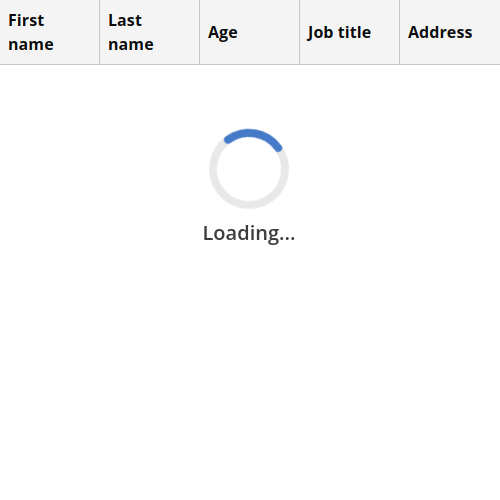 First name
Last name
Age
Job title
Address
Loading...